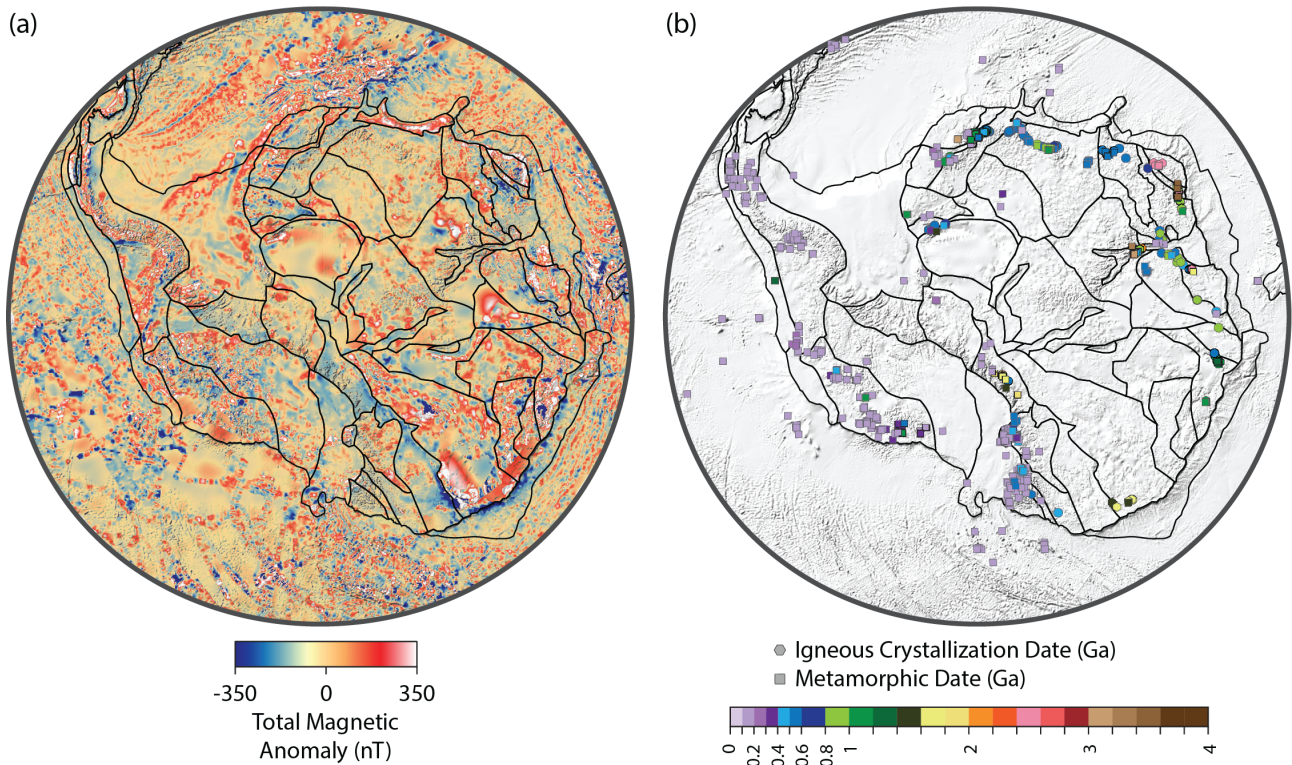 (a)
(b)
-350
0
350
Total Magnetic
Anomaly (nT)
Igneous Crystallization Date (Ga)
Metamorphic Date (Ga)
0
0.2
0.4
0.6
0.8
1
2
3
4